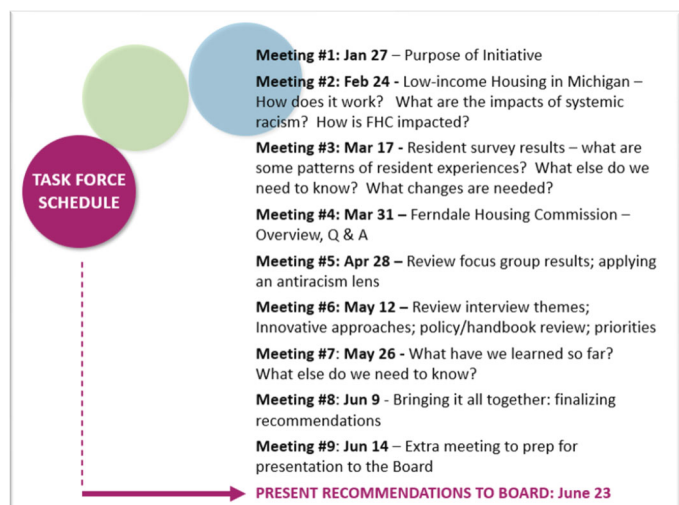 TASK FORCE
SCHEDULE
Meeting #1: Jan 27 – Purpose of Initiative
Meeting #2: Feb 24 - Low-income Housing in Michigan –
How does it work?   What are the impacts of systemic
racism?  How is FHC impacted?
Meeting #3: Mar 17 - Resident survey results – what are
some patterns of resident experiences?  What else do we
need to know?  What changes are needed?
Meeting #4: Mar 31 – Ferndale Housing Commission –
Overview, Q & A
Meeting #5: Apr 28 – Review focus group results; applying
an antiracism lens
Meeting #6: May 12 – Review interview themes;
Innovative approaches; policy/handbook review; priorities
Meeting #7: May 26 - What have we learned so far?
What else do we need to know?
Meeting #8: Jun 9 - Bringing it all together: finalizing
recommendations
Meeting #9: Jun 14 – Extra meeting to prep for
presentation to the Board
PRESENT RECOMMENDATIONS TO BOARD: June 23